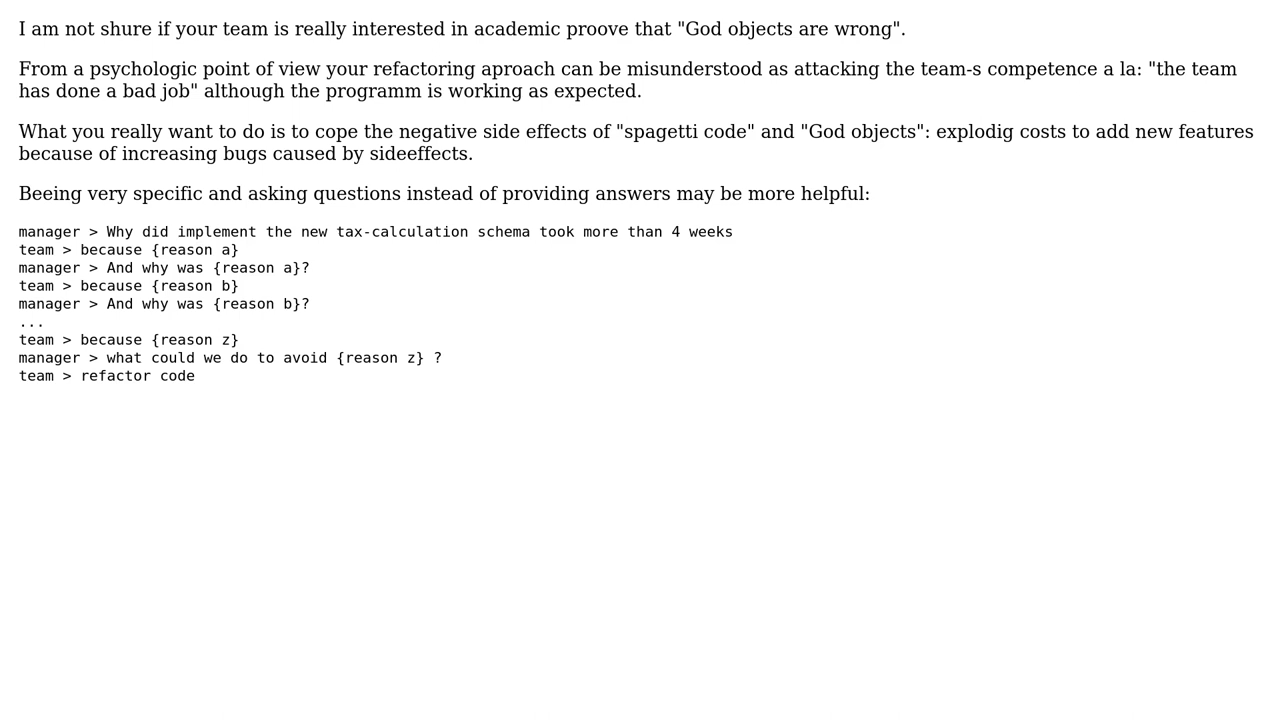 I am not shure if your team is really interested in academic proove that "God objects are wrong".
From a psychologic point of view your refactoring aproach can be misunderstood as attacking the team-s competence a la: "the team
has done a bad job" although the programm is working as expected.
What you really want to do is to cope the negative side effects of "spagetti code" and "God objects": explodig costs to add new features
because of increasing bugs caused by sideeffects.
Beeing very specific and asking questions instead of providing answers may be more helpful:
manager > Why did implement the new tax-calculation schema took more than 4 weeks
team > because {reason a}
manager > And why was {reason a}?
team > because {reason b}
manager > And why was {reason b}?
...
team > because {reason z}
manager > what could we do to avoid {reason z} ?
team > refactor code